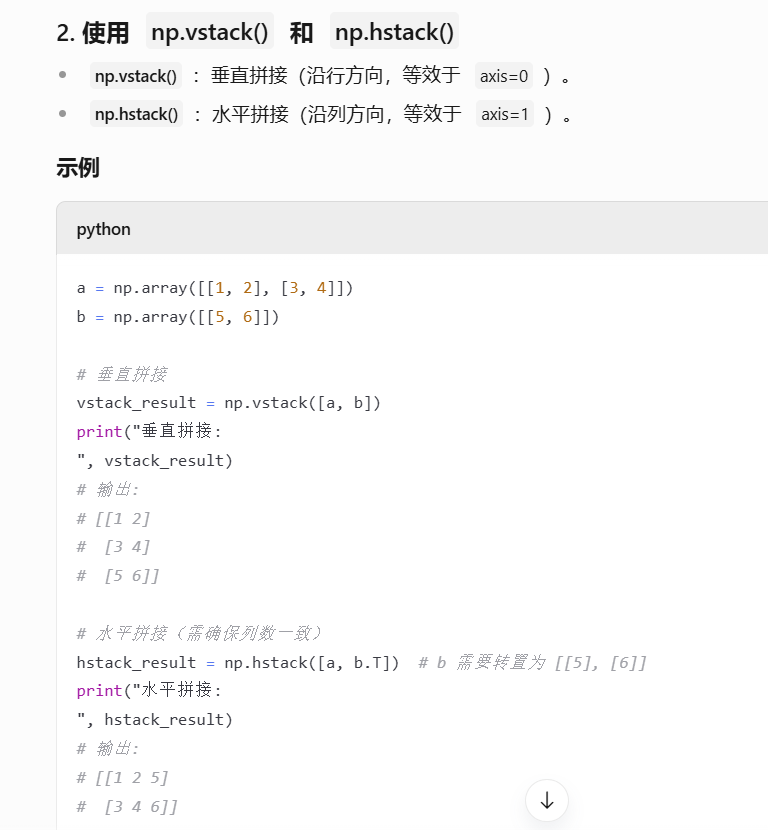 2. 使用 np.vstack() 和 np.hstack()
np.vstack() ：垂直拼接（沿行方向，等效于 axis=0 ）。
np.hstack() ：水平拼接（沿列方向，等效于 axis=1 ）。
示例
python
a = np.array([[1, 2], [3, 4]])
b = np.array([[5, 6]])
# 垂直拼接
vstack_result = np.vstack([a, b])
print("垂直拼接:
", vstack_result)
# 输出:
# [[1 2]
#  [3 4]
#  [5 6]]
# 水平拼接（需确保列数一致）
hstack_result = np.hstack([a, b.T])  # b 需要转置为 [[5], [6]]
print("水平拼接:
", hstack_result)
# 输出:
# [[1 2 5]
#  [3 4 6]]